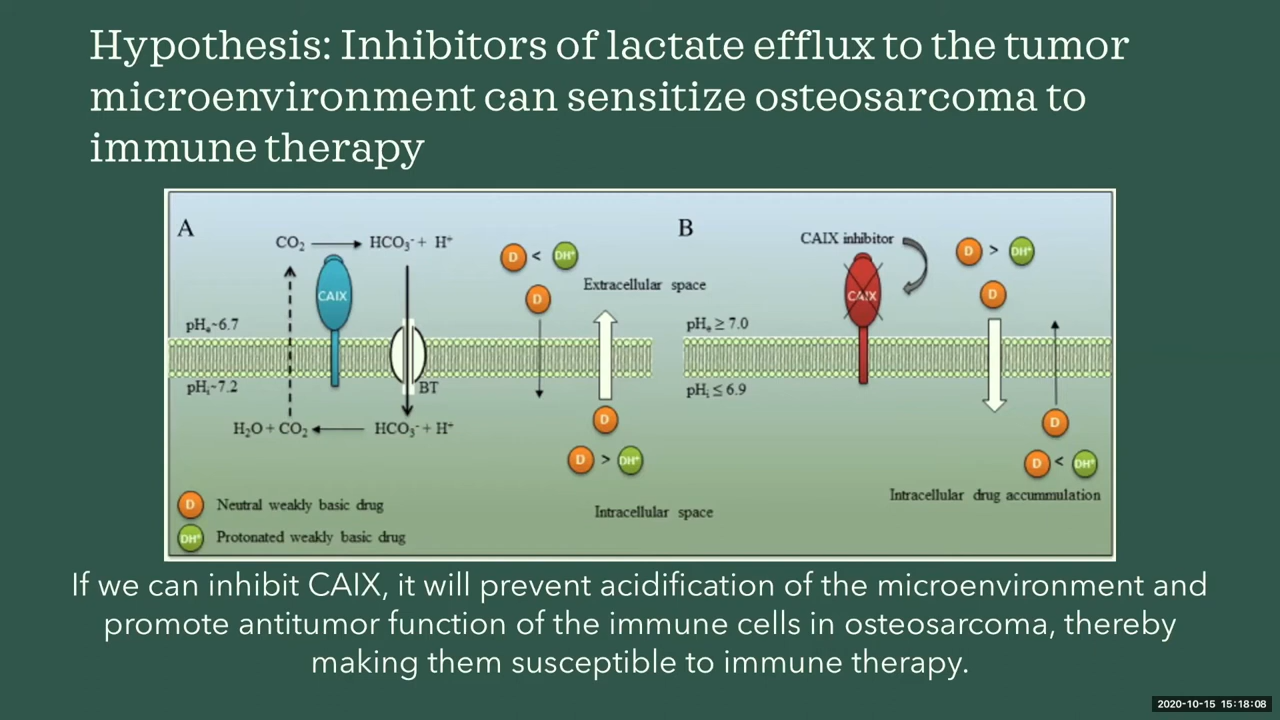 Hypothesis: Inhibitors of lactate efflux to the tumor
microenvironment can sensitize osteosarcoma to
immune therapy
A
CO₂ → HCO₃⁻ + H⁺
CAIX
pHₑ~6.7
pHᵢ~7.2
BT
H₂O + CO₂ ← HCO₃⁻ + H⁺
D < DH⁺
D
Extracellular space
D
D > DH⁺
Intracellular space
D Neutral weakly basic drug
DH⁺ Protonated weakly basic drug
B
CAIX inhibitor
CAIX
pHₑ ≥ 7.0
pHᵢ ≤ 6.9
D > DH⁺
D
D
D < DH⁺
Intracellular drug accummulation
If we can inhibit CAIX, it will prevent acidification of the microenvironment and
promote antitumor function of the immune cells in osteosarcoma, thereby
making them susceptible to immune therapy.
2020-10-15 15:18:08